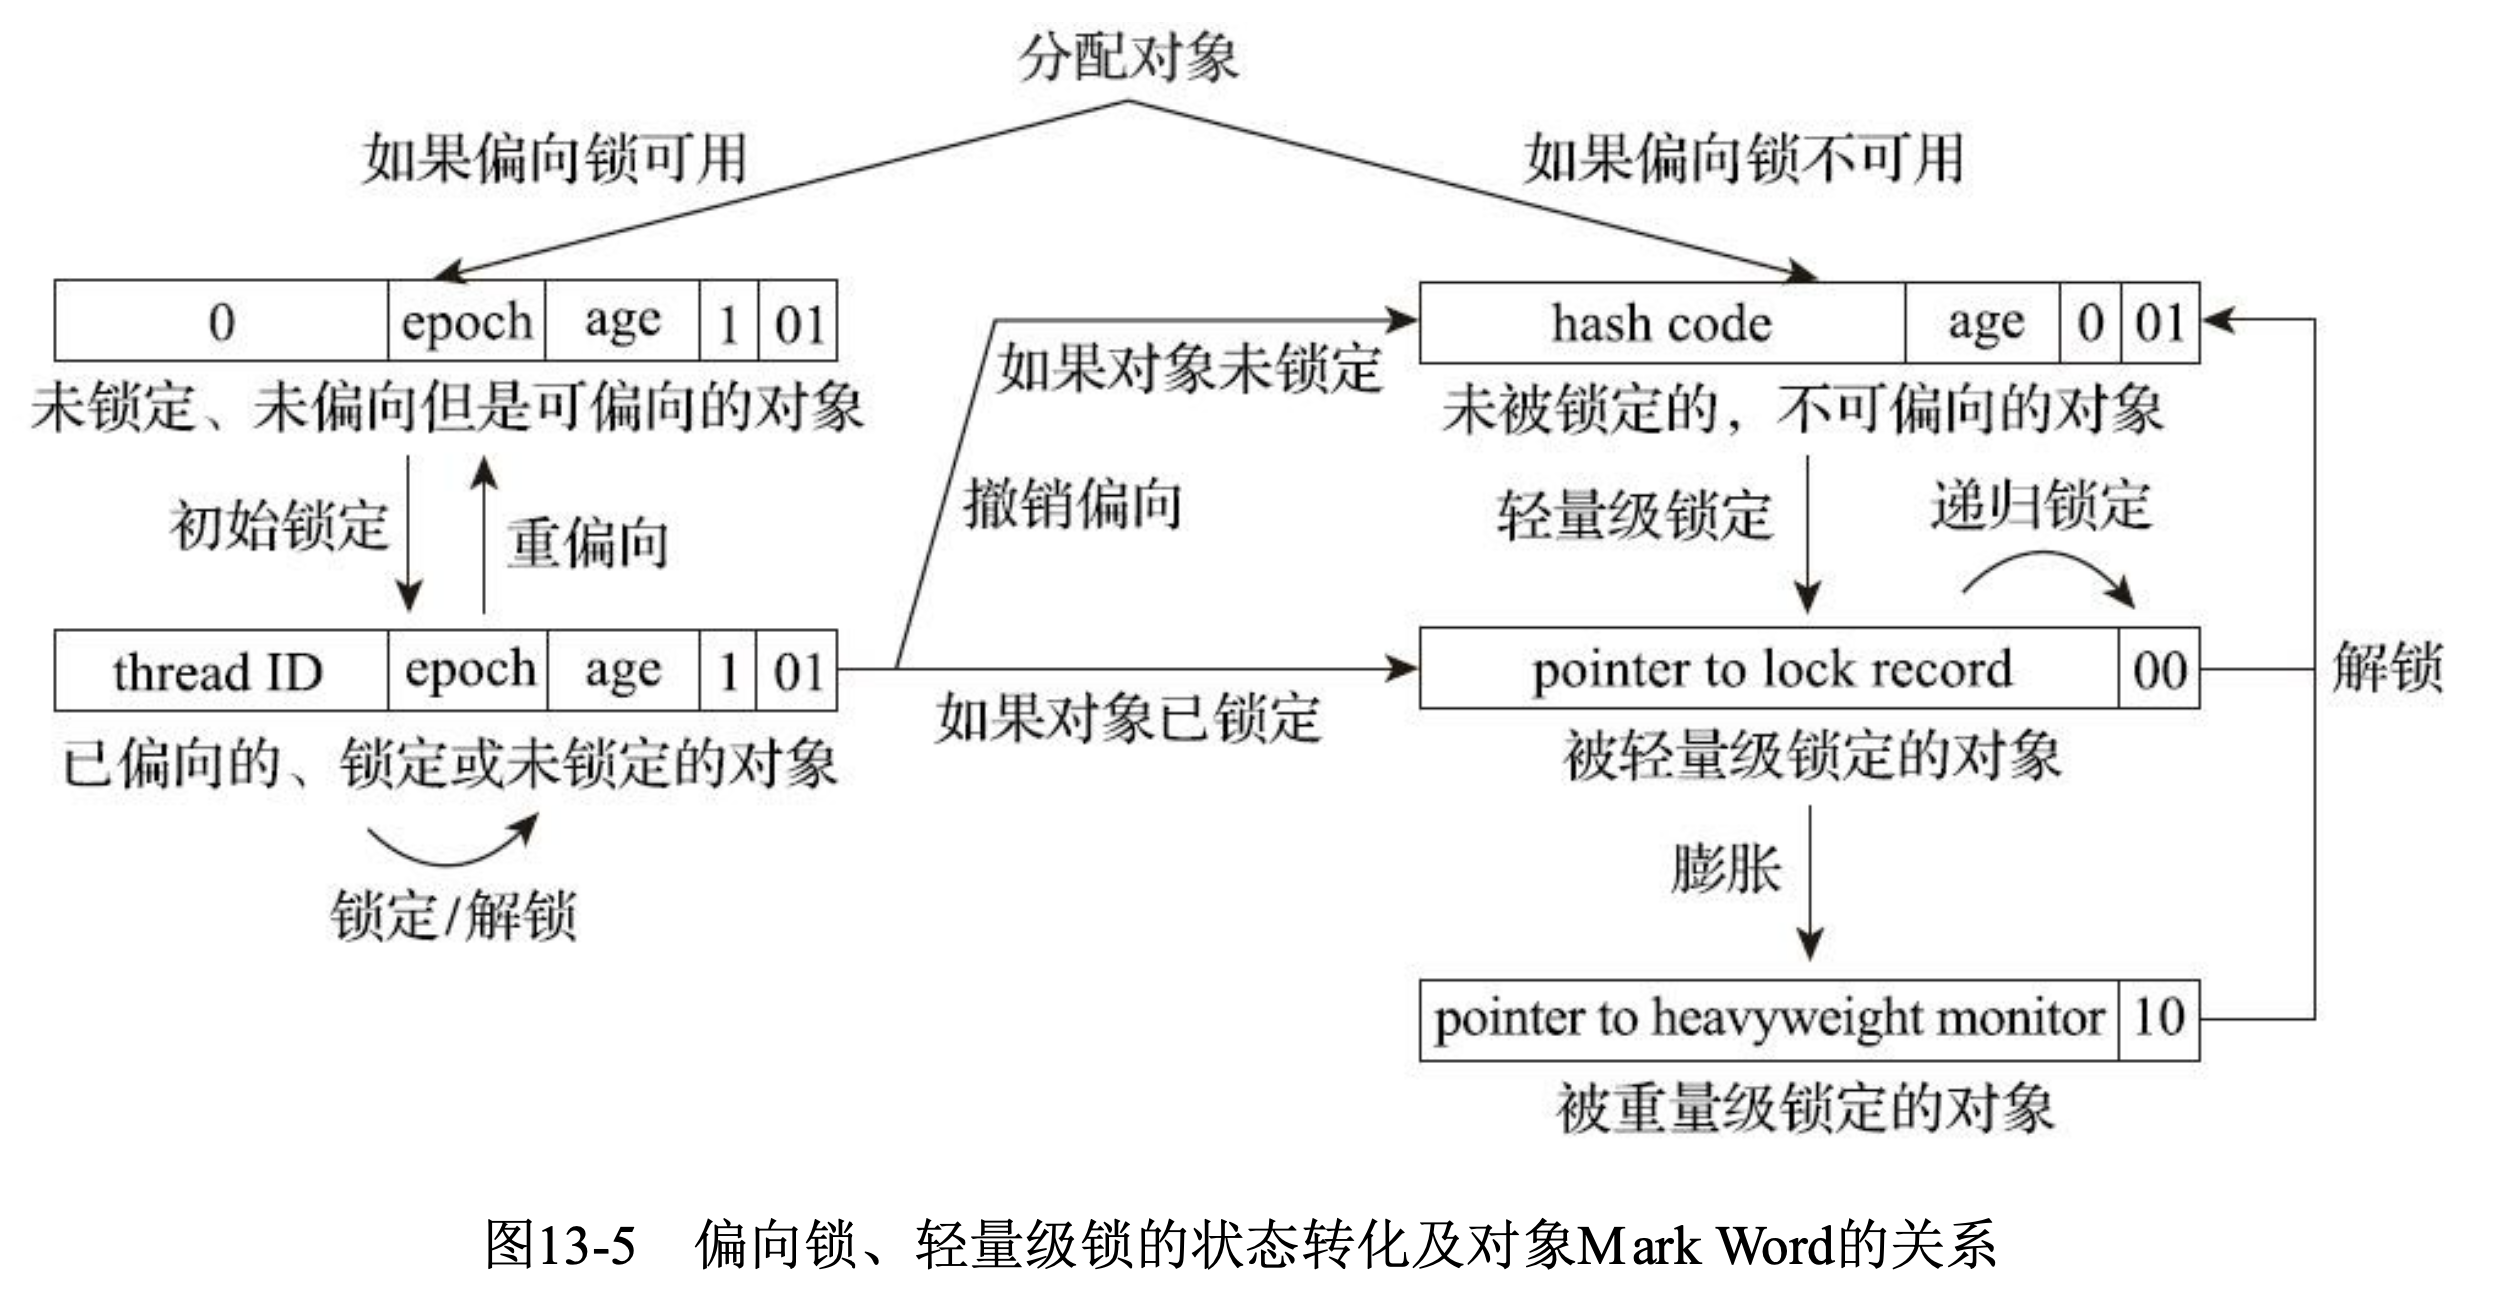 分配对象
如果偏向锁可用
如果偏向锁不可用
0 epoch age 1 01
hash code age 0 01
未锁定、未偏向但是可偏向的对象
如果对象未锁定
未被锁定的，不可偏向的对象
初始锁定
重偏向
撤销偏向
轻量级锁定
递归锁定
thread ID epoch age 1 01
pointer to lock record 00
解锁
已偏向的、锁定或未锁定的对象
如果对象已锁定
被轻量级锁定的对象
锁定/解锁
膨胀
pointer to heavyweight monitor 10
被重量级锁定的对象
图13-5 偏向锁、轻量级锁的状态转化及对象Mark Word的关系